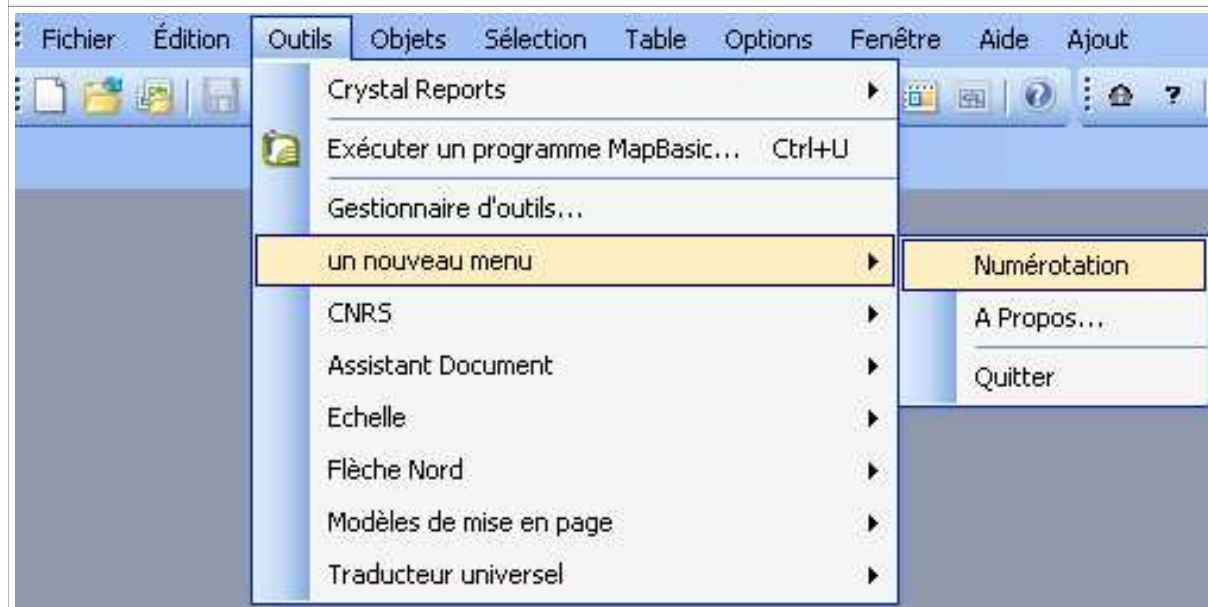 Fichier Édition Outils Objets Sélection Table Options Fenêtre Aide Ajout
?
?
Crystal Reports
Exécuter un programme MapBasic... Ctrl+U
Gestionnaire d'outils...
un nouveau menu
Numérotation
CNRS
A Propos...
Assistant Document
Quitter
Echelle
Flèche Nord
Modèles de mise en page
Traducteur universel